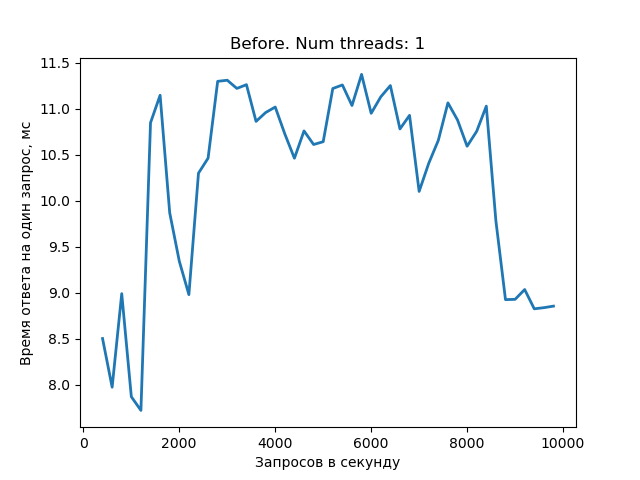 Before. Num threads: 1
Время ответа на один запрос, мс
11.5
11.0
10.5
10.0
9.5
9.0
8.5
8.0
0 2000 4000 6000 8000 10000
Запросов в секунду